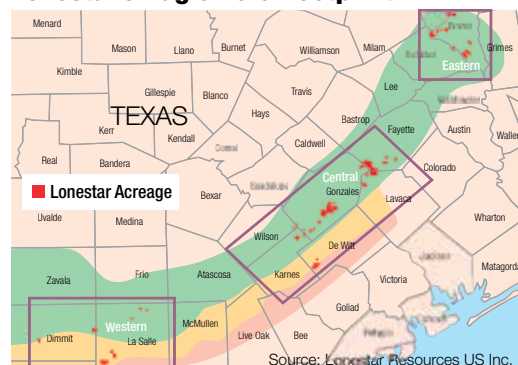 Menard
Mason
Llano
Burnet
Williamson
Milam
Grimes
Eastern
Kimble
Gillespie
Blanco
Travis
Lee
TEXAS
Hays
Bastrop
Fayette
Austin
Waller
Kerr
Kendall
Caldwell
Real
Bandera
Central
Colorado
Gonzales
Lonestar Acreage
Bexar
Lavaca
Uvalde
Medina
Wilson
Wharton
De Witt
Zavala
Frio
Atascosa
Karnes
Victoria
Matagorda
Goliad
Western
McMullen
Dimmit
La Salle
Live Oak
Bee
Source: Lonestar Resources US Inc.